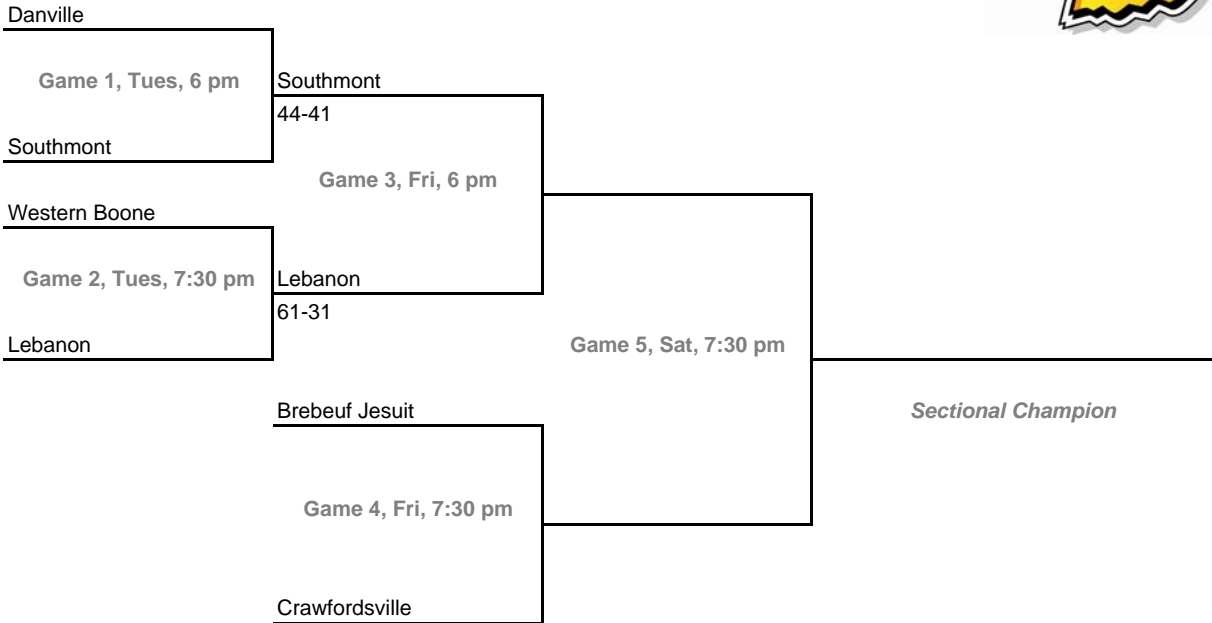 Danville
Game 1, Tues, 6 pm
Southmont
44-41
Southmont
Game 3, Fri, 6 pm
Western Boone
Game 2, Tues, 7:30 pm
Lebanon
61-31
Lebanon
Game 5, Sat, 7:30 pm
Brebeuf Jesuit
Sectional Champion
Game 4, Fri, 7:30 pm
Crawfordsville